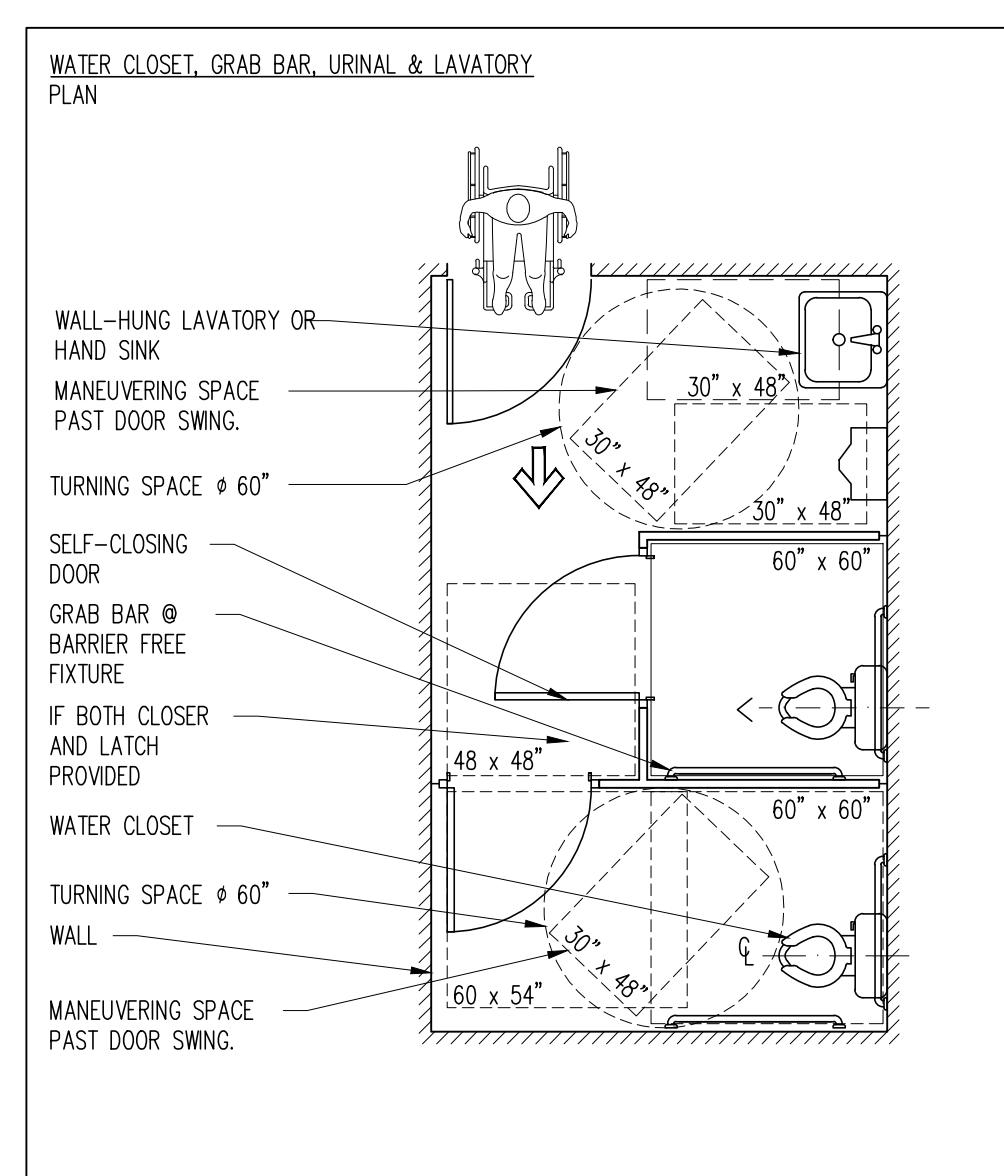 WATER CLOSET, GRAB BAR, URINAL & LAVATORY
PLAN
WALL-HUNG LAVATORY OR
HAND SINK
MANEUVERING SPACE
PAST DOOR SWING.
TURNING SPACE ø 60"
SELF-CLOSING
DOOR
GRAB BAR @
BARRIER FREE
FIXTURE
IF BOTH CLOSER
AND LATCH
PROVIDED
WATER CLOSET
TURNING SPACE ø 60"
WALL
MANEUVERING SPACE
PAST DOOR SWING.
30" x 48"
30" x 48"
30" x 48"
60" x 60"
48 x 48"
60" x 60"
℄
30" x 48"
60 x 54"